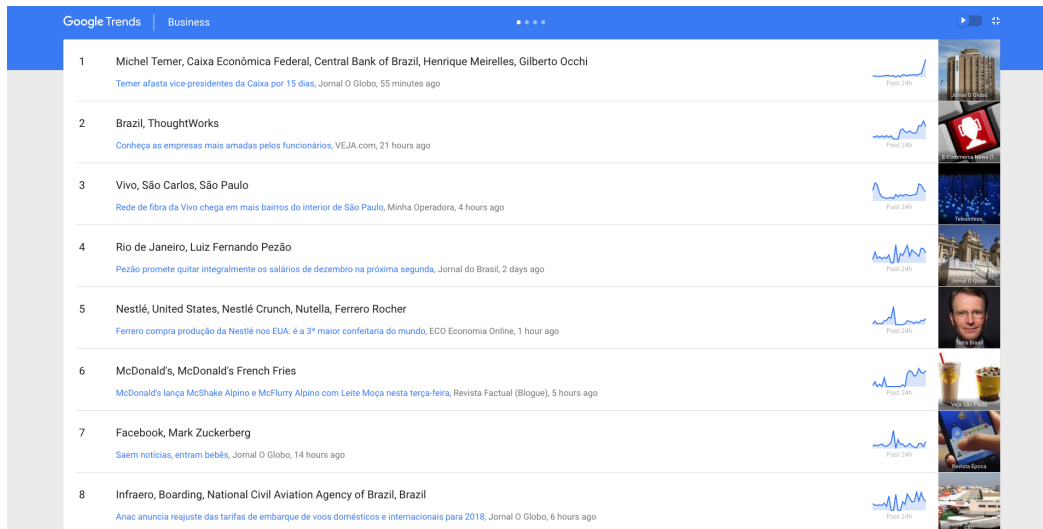 Google Trends Business
1
Michel Temer, Caixa Econômica Federal, Central Bank of Brazil, Henrique Meirelles, Gilberto Occhi
Temer afasta vice-presidentes da Caixa por 15 dias, Jornal O Globo, 55 minutes ago
Past 24h
Jornal O Globo
2
Brazil, ThoughtWorks
Conheça as empresas mais amadas pelos funcionários, VEJA.com, 21 hours ago
Past 24h
E-Commerce News (I...
3
Vivo, São Carlos, São Paulo
Rede de fibra da Vivo chega em mais bairros do interior de São Paulo, Minha Operadora, 4 hours ago
Past 24h
Telesíntese
4
Rio de Janeiro, Luiz Fernando Pezão
Pezão promete quitar integralmente os salários de dezembro na próxima segunda, Jornal do Brasil, 2 days ago
Past 24h
Jornal O Globo
5
Nestlé, United States, Nestlé Crunch, Nutella, Ferrero Rocher
Ferrero compra produção da Nestlé nos EUA: é a 3ª maior confeitaria do mundo, ECO Economia Online, 1 hour ago
Past 24h
Terra Brasil
6
McDonald's, McDonald's French Fries
McDonald's lança McShake Alpino e McFlurry Alpino com Leite Moça nesta terça-feira, Revista Factual (Blogue), 5 hours ago
Past 24h
Veja São Paulo
7
Facebook, Mark Zuckerberg
Saem notícias, entram bebês, Jornal O Globo, 14 hours ago
Past 24h
Revista Época
8
Infraero, Boarding, National Civil Aviation Agency of Brazil, Brazil
Anac anuncia reajuste das tarifas de embarque de voos domésticos e internacionais para 2018, Jornal O Globo, 6 hours ago
Past 24h